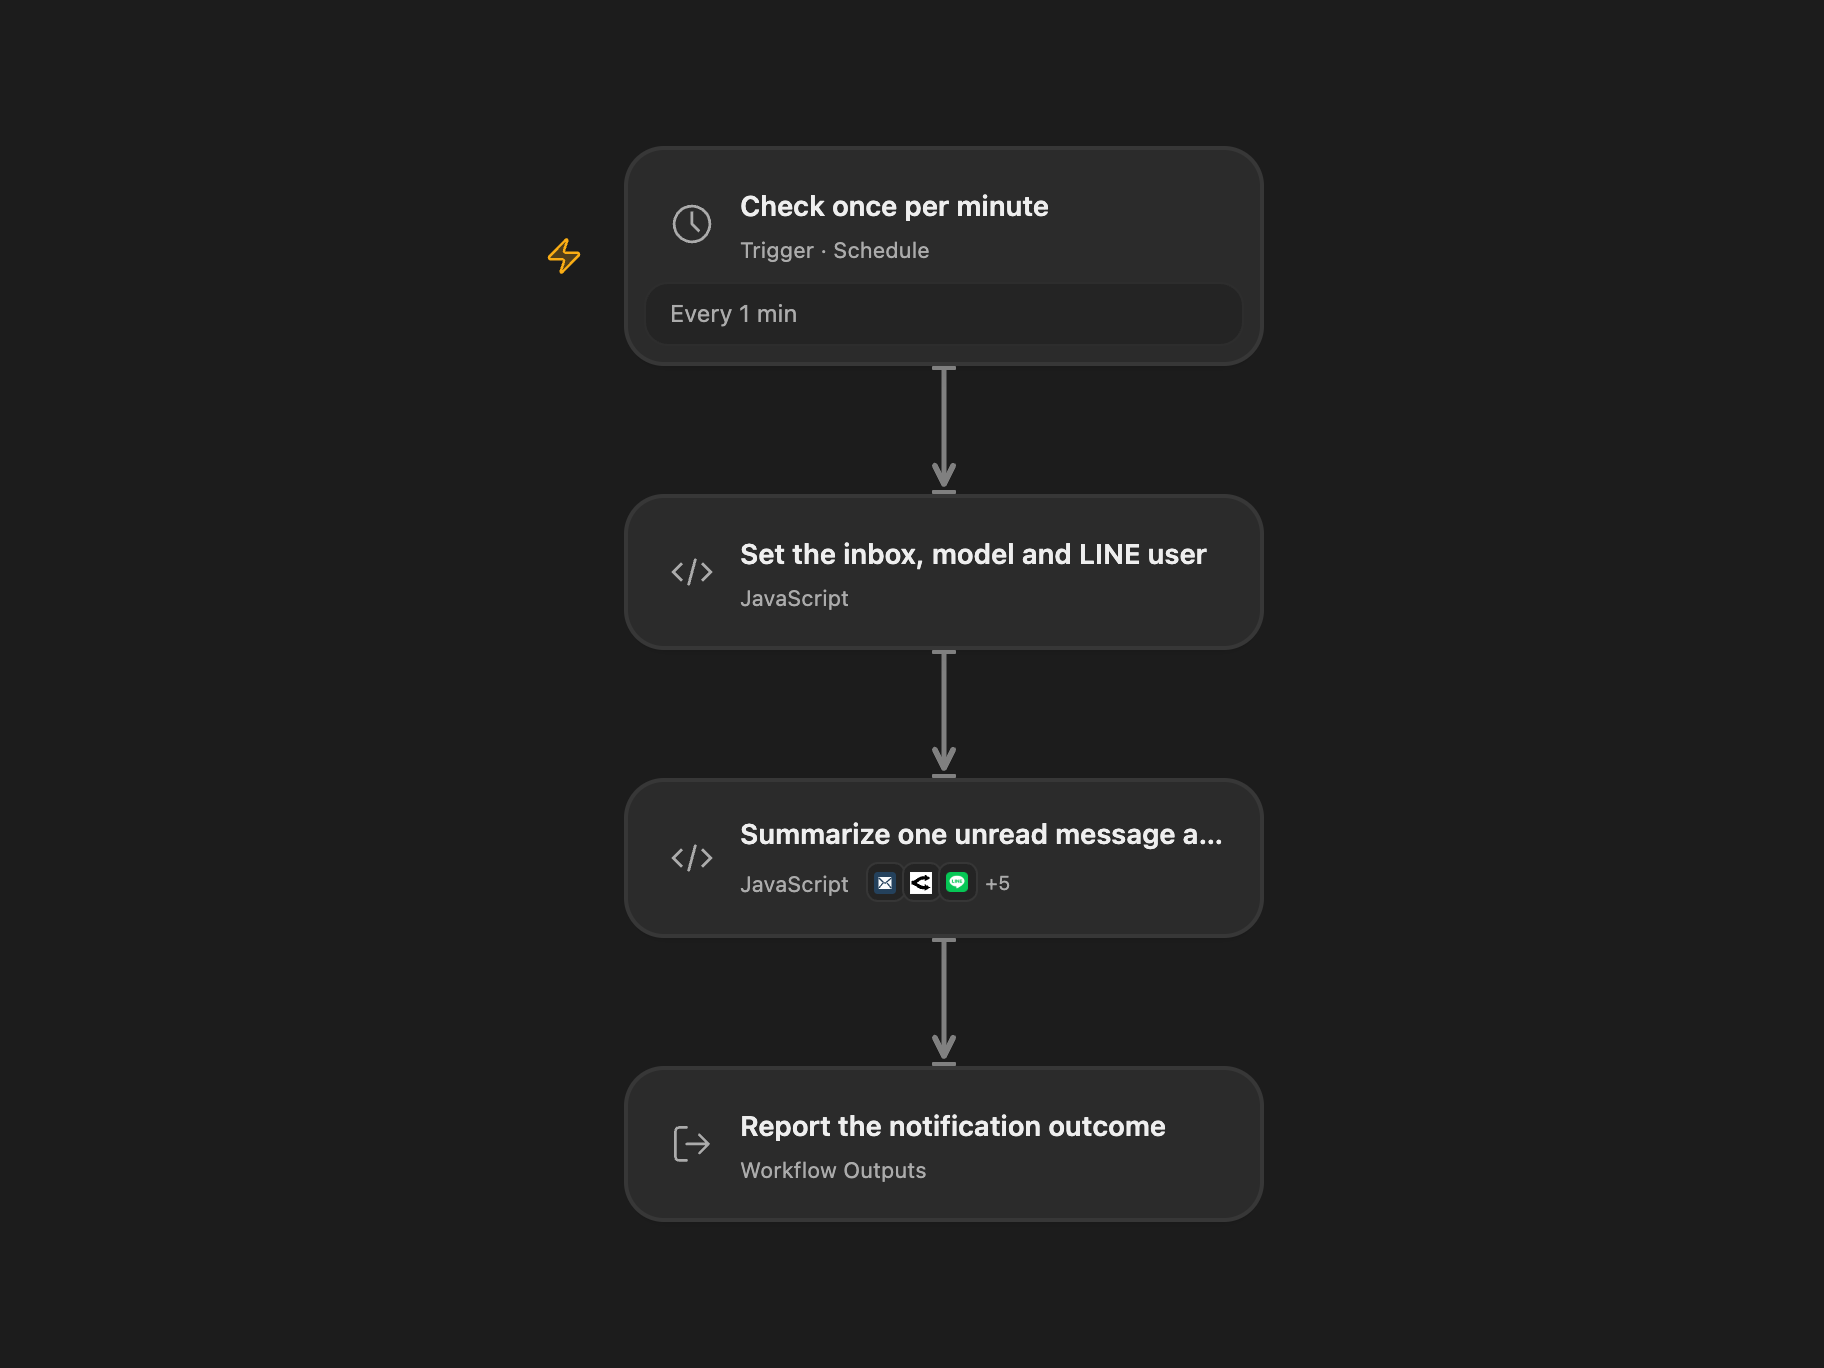 Check once per minute
Trigger · Schedule
Every 1 min
Set the inbox, model and LINE user
JavaScript
Summarize one unread message a...
JavaScript +5
Report the notification outcome
Workflow Outputs